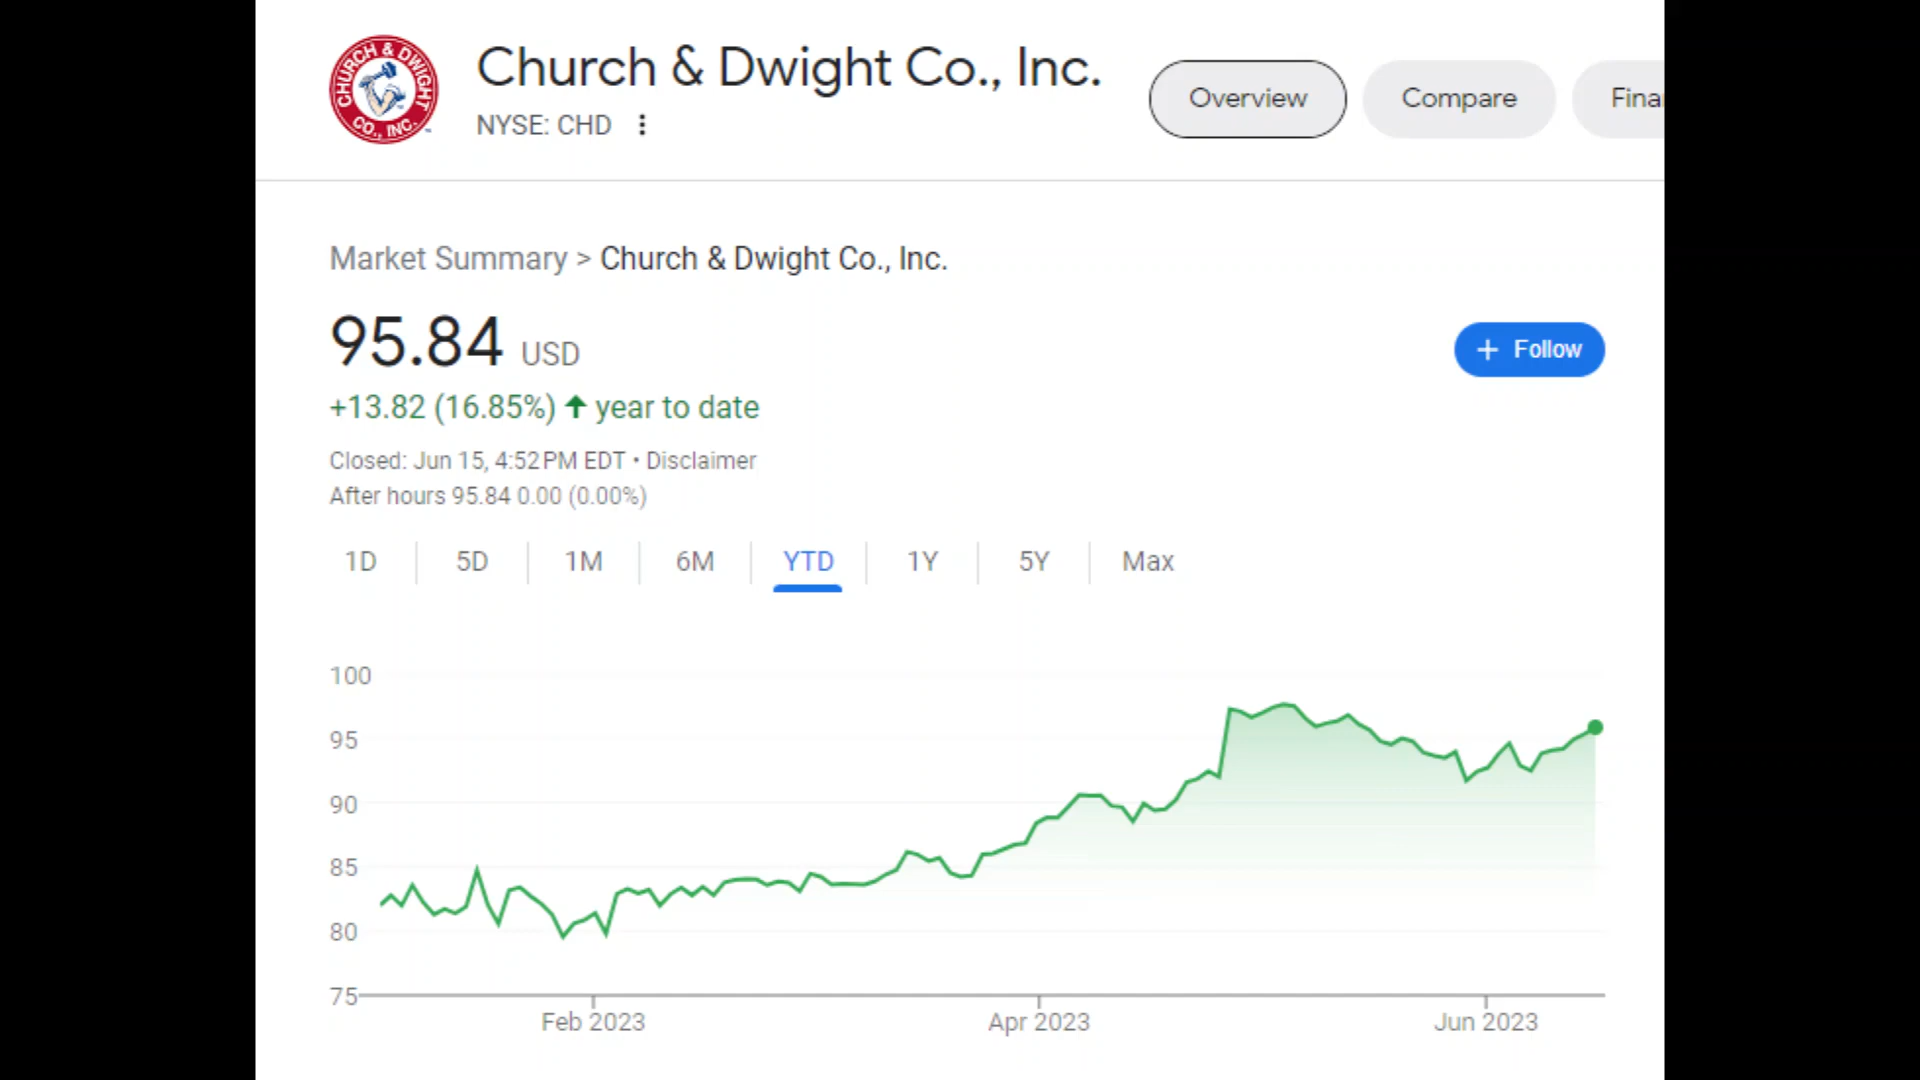 CHURCH & DWIGHT CO., INC.
Church & Dwight Co., Inc.
NYSE: CHD
Overview
Compare
Fina
Market Summary > Church & Dwight Co., Inc.
95.84 USD
+ Follow
+13.82 (16.85%) year to date
Closed: Jun 15, 4:52 PM EDT • Disclaimer
After hours 95.84 0.00 (0.00%)
1D 5D 1M 6M YTD 1Y 5Y Max
100
95
90
85
80
75
Feb 2023 Apr 2023 Jun 2023